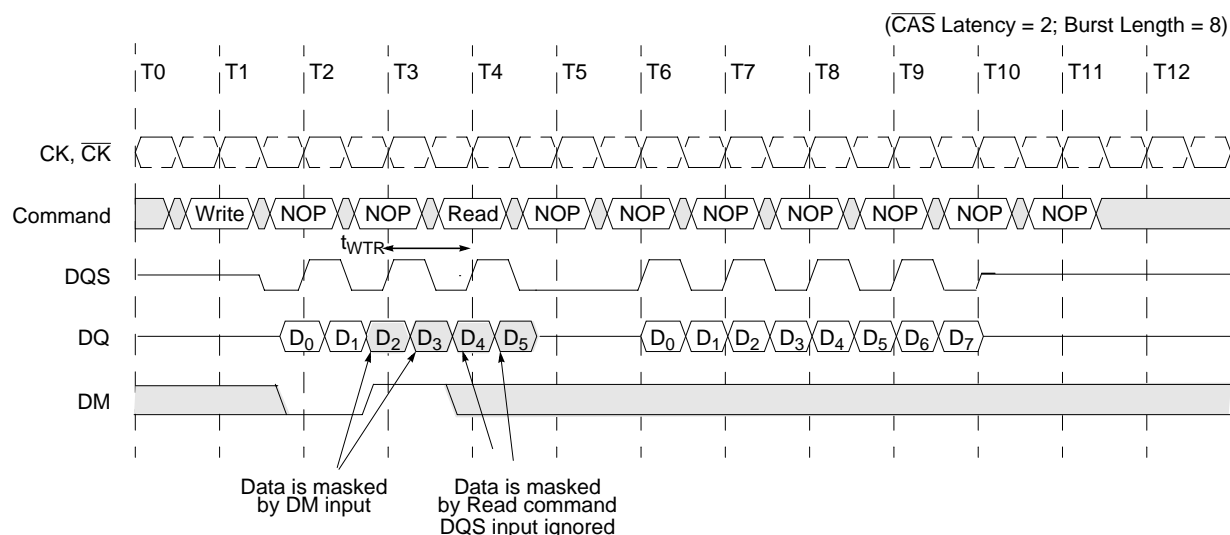 (C̅A̅S̅ Latency = 2; Burst Length = 8)
T0 T1 T2 T3 T4 T5 T6 T7 T8 T9 T10 T11 T12
CK, C̅K̅
Command Write NOP NOP Read NOP NOP NOP NOP NOP NOP NOP
tWTR
DQS
DQ D0 D1 D2 D3 D4 D5 D0 D1 D2 D3 D4 D5 D6 D7
DM
Data is masked
by DM input
Data is masked
by Read command
DQS input ignored